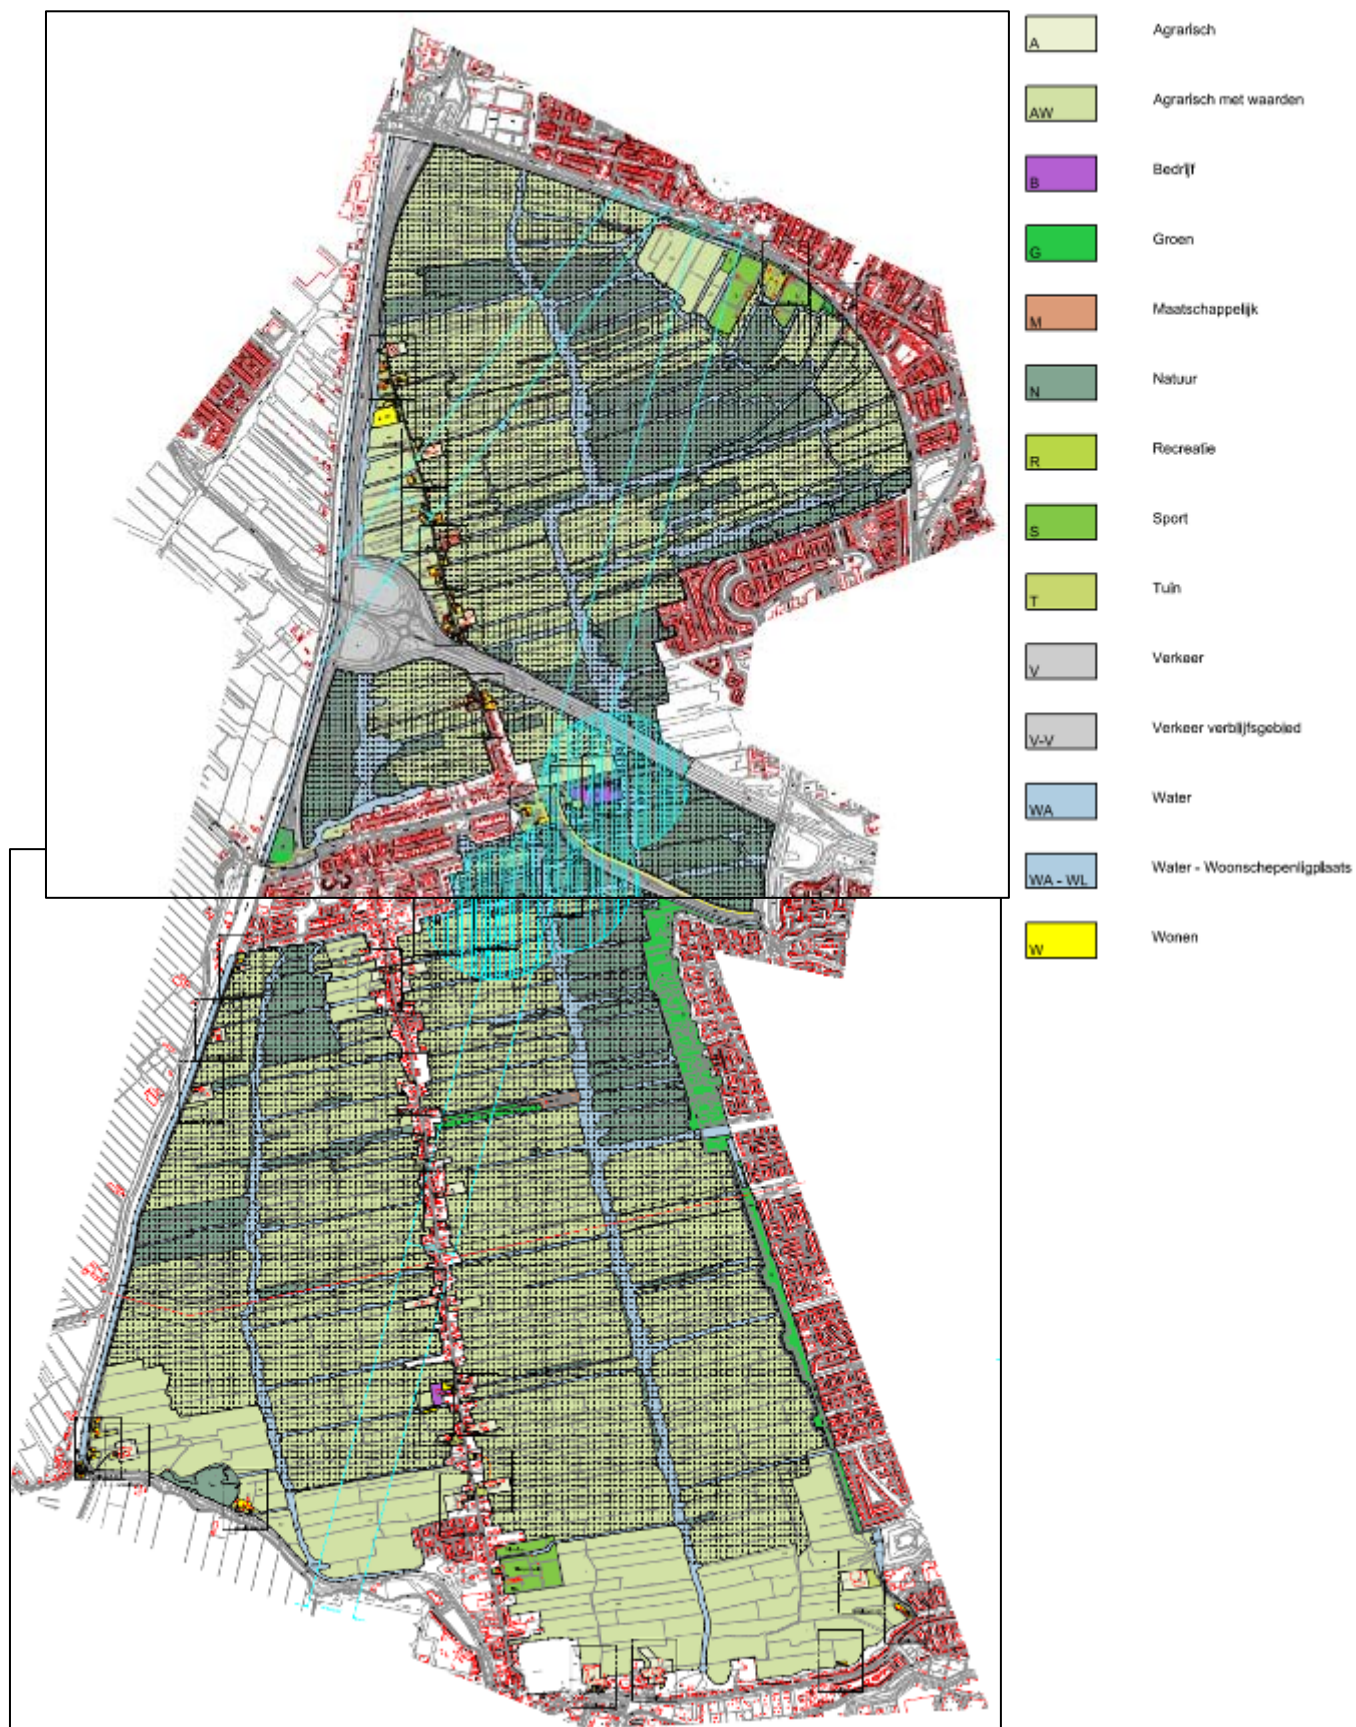 A Agrarisch
AW Agrarisch met waarden
B Bedrijf
G Groen
M Maatschappelijk
N Natuur
R Recreatie
S Sport
T Tuin
V Verkeer
V-V Verkeer verblijfsgebied
WA Water
WA - WL Water - Woonschepenligplaats
W Wonen